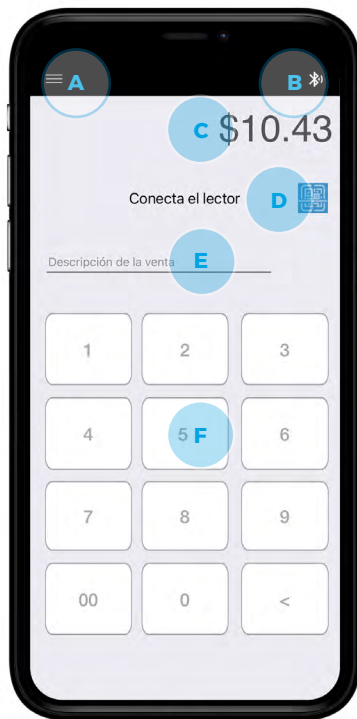 A
B
C $10.43
Conecta el lector D
Descripción de la venta E
1 2 3
4 5 F 6
7 8 9
00 0 <